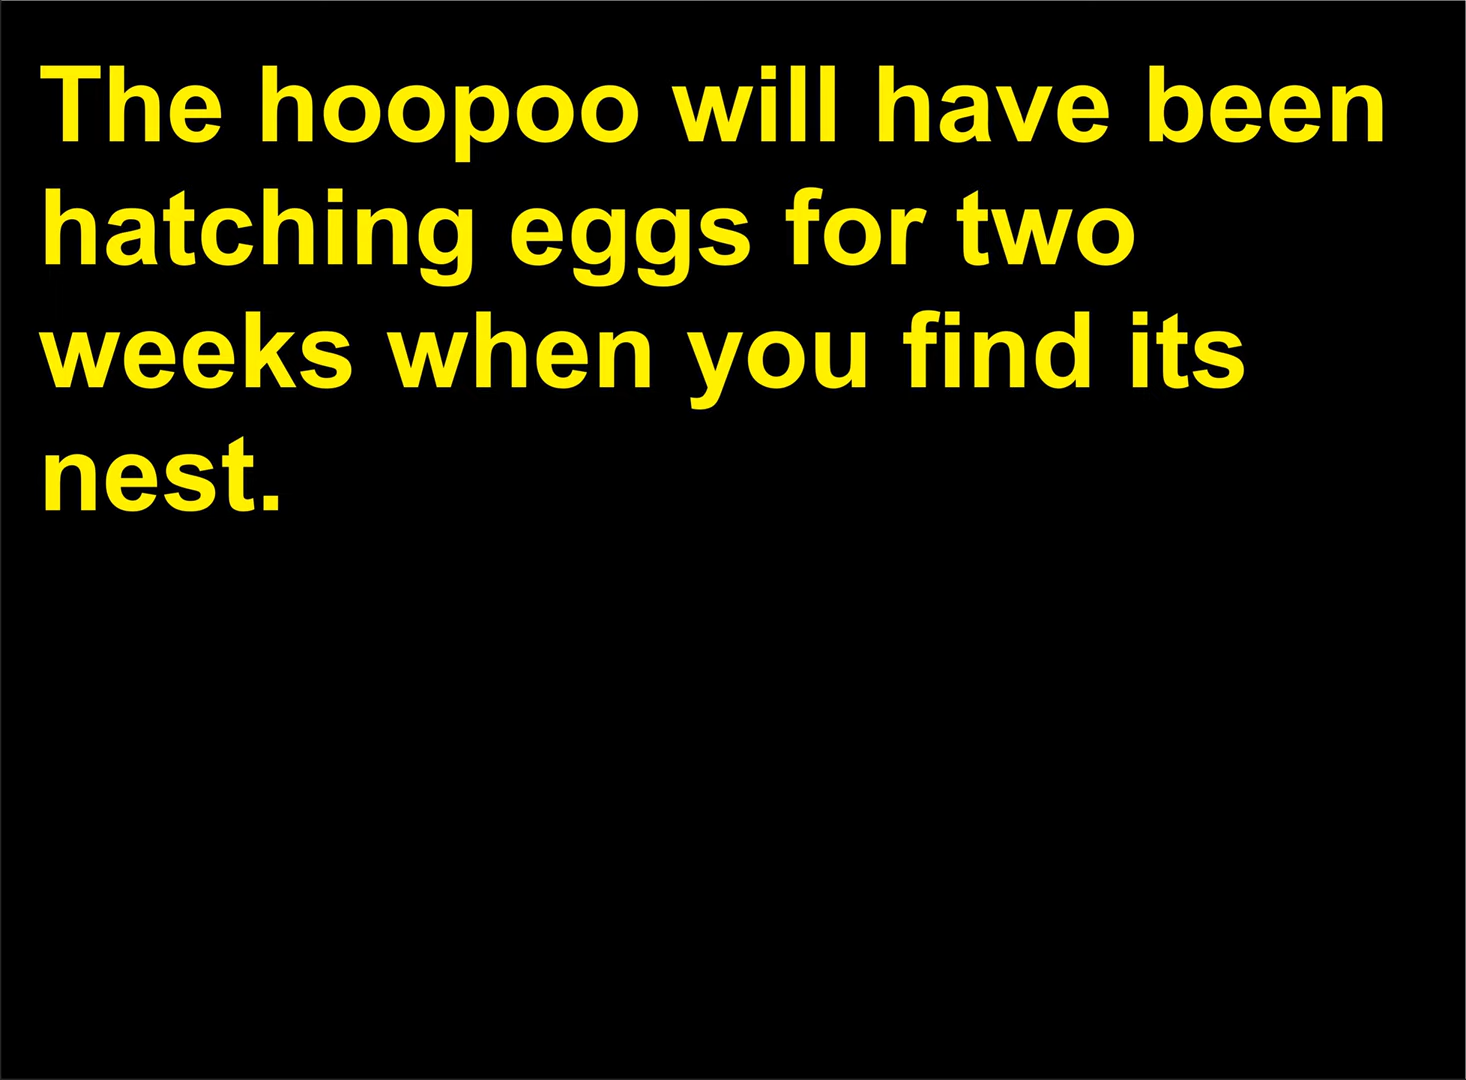 The hoopoo will have been
hatching eggs for two
weeks when you find its
nest.